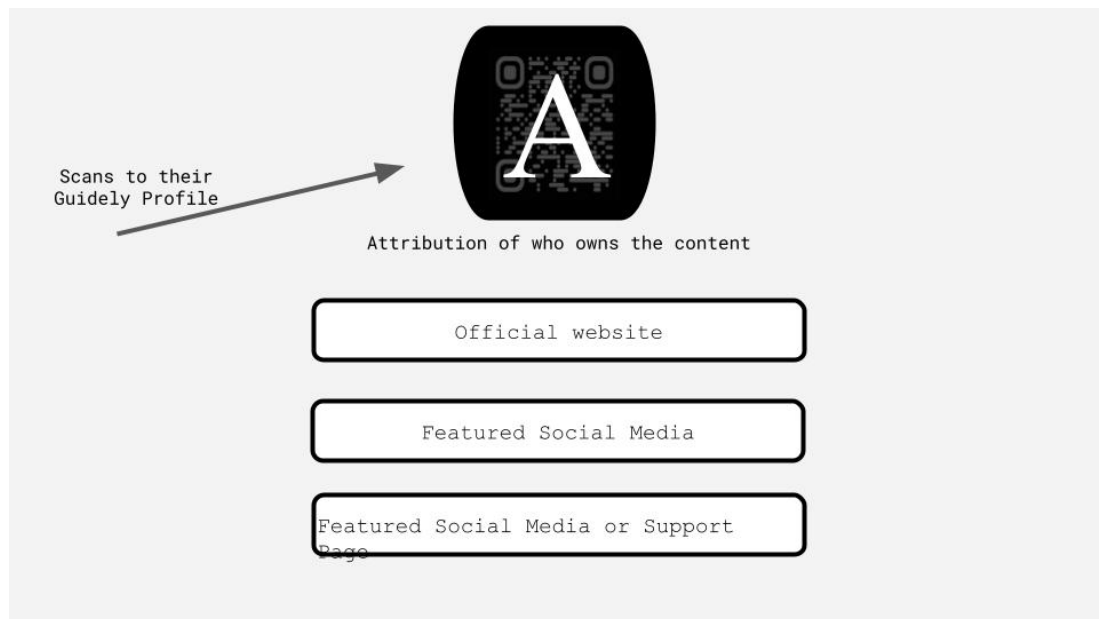 A
Scans to their
Guidely Profile
Attribution of who owns the content
Official website
Featured Social Media
Featured Social Media or Support
Page